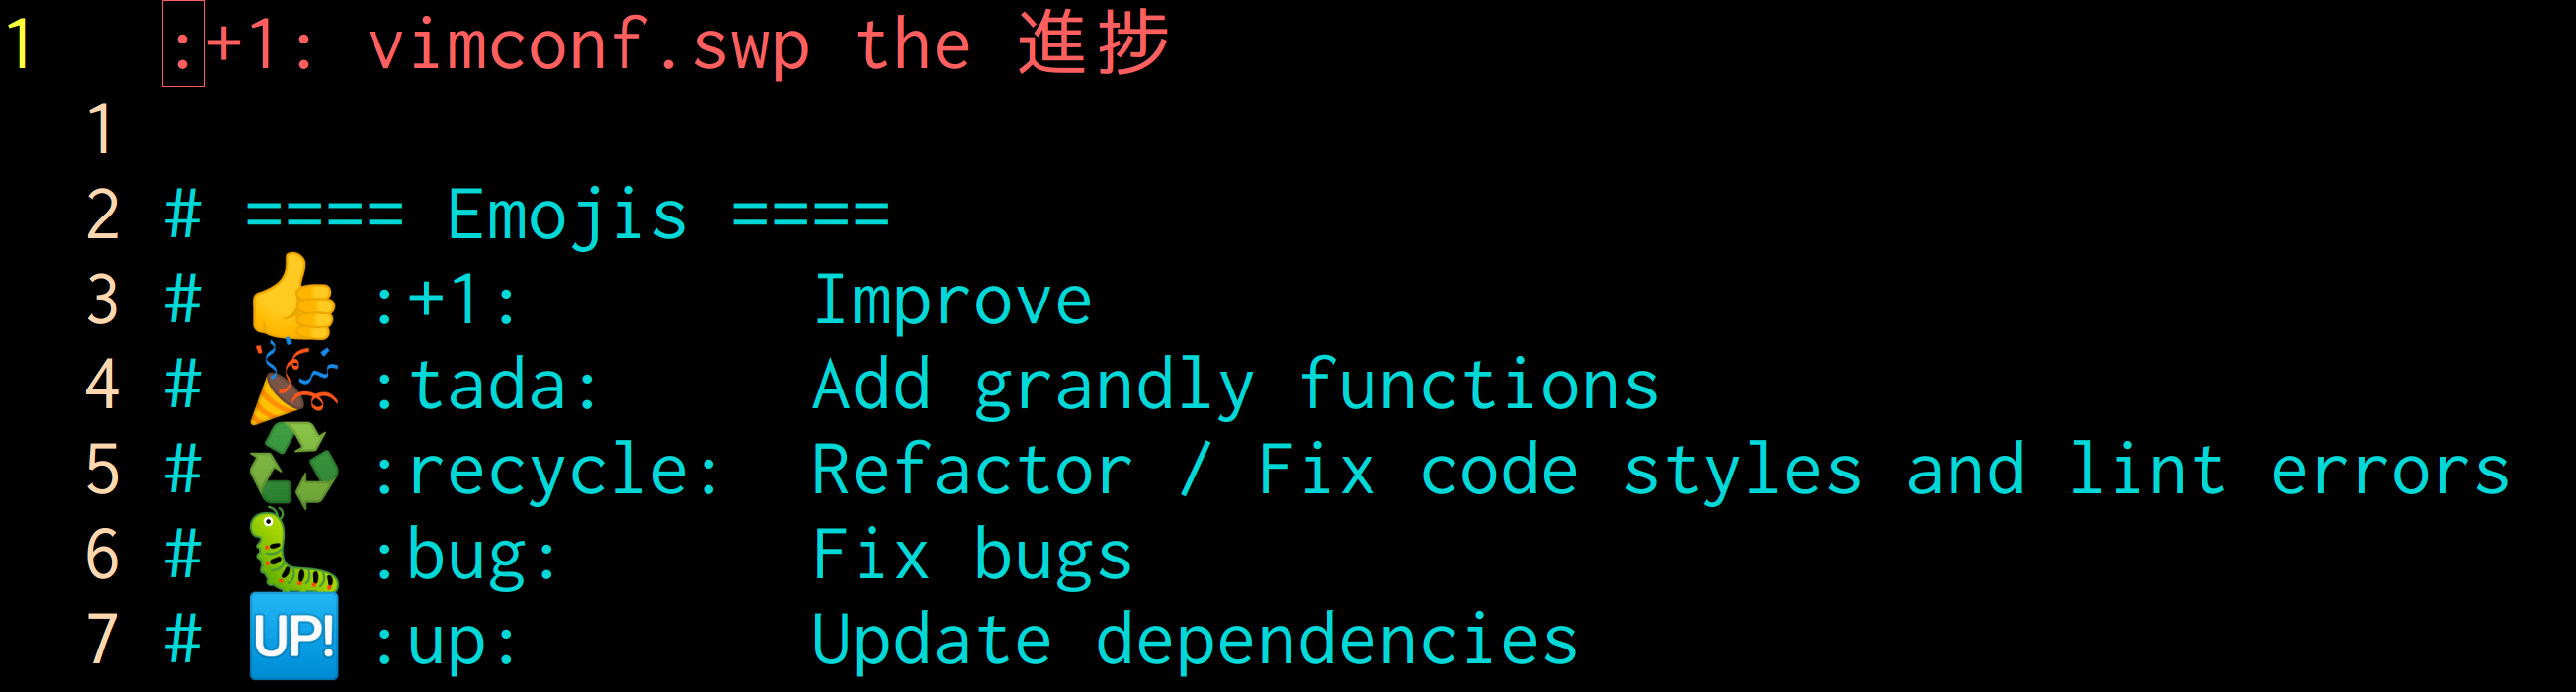 1 :+1: vimconf.swp the 進捗
1
2 # ==== Emojis ====
3 # 👍 :+1: Improve
4 # 🎉 :tada: Add grandly functions
5 # ♻️ :recycle: Refactor / Fix code styles and lint errors
6 # 🐛 :bug: Fix bugs
7 # 🆙 :up: Update dependencies